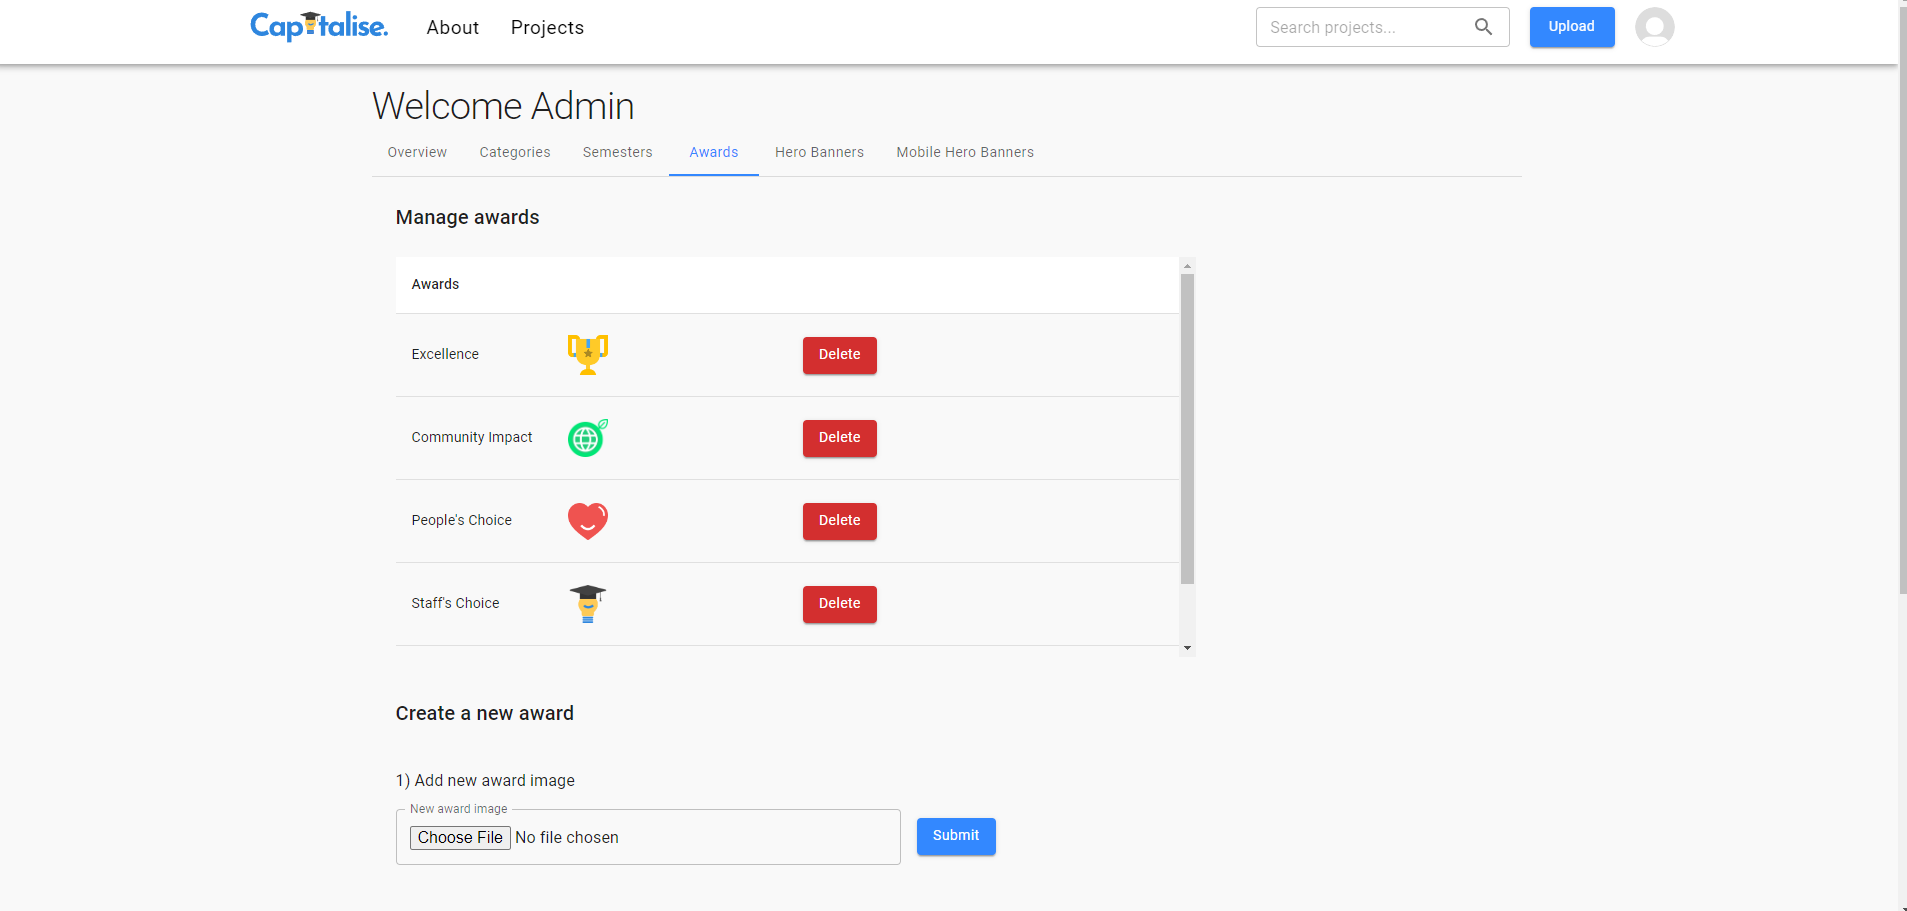 Capitalise. About Projects Search projects... Upload
Welcome Admin
Overview Categories Semesters Awards Hero Banners Mobile Hero Banners
Manage awards
Awards
Excellence Delete
Community Impact Delete
People's Choice Delete
Staff's Choice Delete
Create a new award
1) Add new award image
New award image
Choose File No file chosen Submit